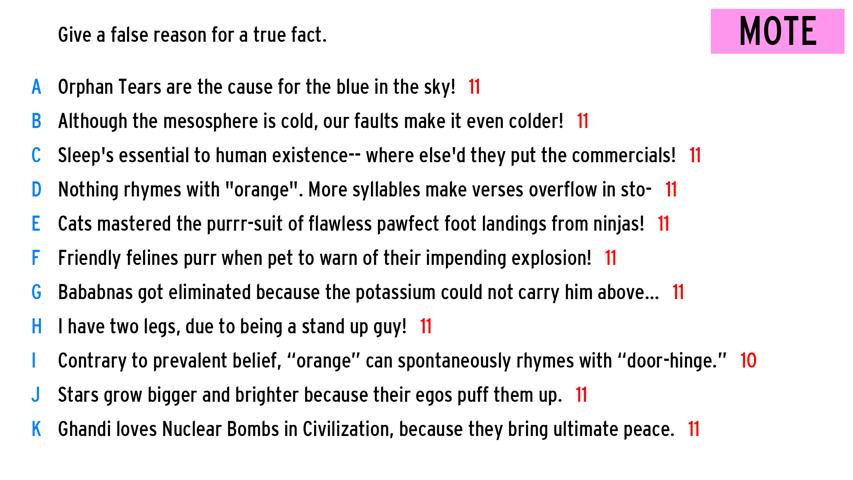 Give a false reason for a true fact.
MOTE
A Orphan Tears are the cause for the blue in the sky! 11
B Although the mesosphere is cold, our faults make it even colder! 11
C Sleep's essential to human existence-- where else'd they put the commercials! 11
D Nothing rhymes with "orange". More syllables make verses overflow in sto- 11
E Cats mastered the purrr-suit of flawless pawfect foot landings from ninjas! 11
F Friendly felines purr when pet to warn of their impending explosion! 11
G Bababnas got eliminated because the potassium could not carry him above... 11
H I have two legs, due to being a stand up guy! 11
I Contrary to prevalent belief, “orange” can spontaneously rhymes with “door-hinge.” 10
J Stars grow bigger and brighter because their egos puff them up. 11
K Ghandi loves Nuclear Bombs in Civilization, because they bring ultimate peace. 11